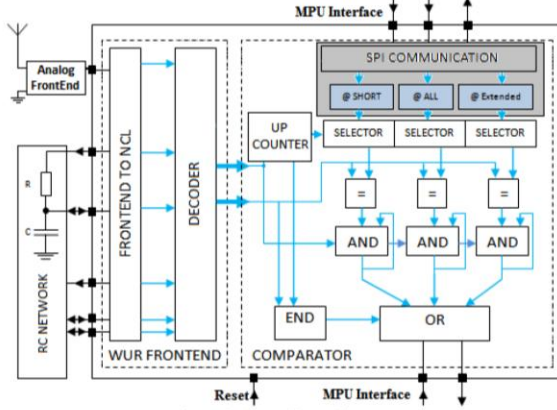 MPU Interface
SPI COMMUNICATION
Analog
FrontEnd
@ SHORT
@ ALL
@ Extended
UP
COUNTER
SELECTOR
SELECTOR
SELECTOR
FRONTEND TO NCL
DECODER
R
C
RC NETWORK
=
=
=
AND
AND
AND
END
OR
WUR FRONTEND
COMPARATOR
Reset
MPU Interface